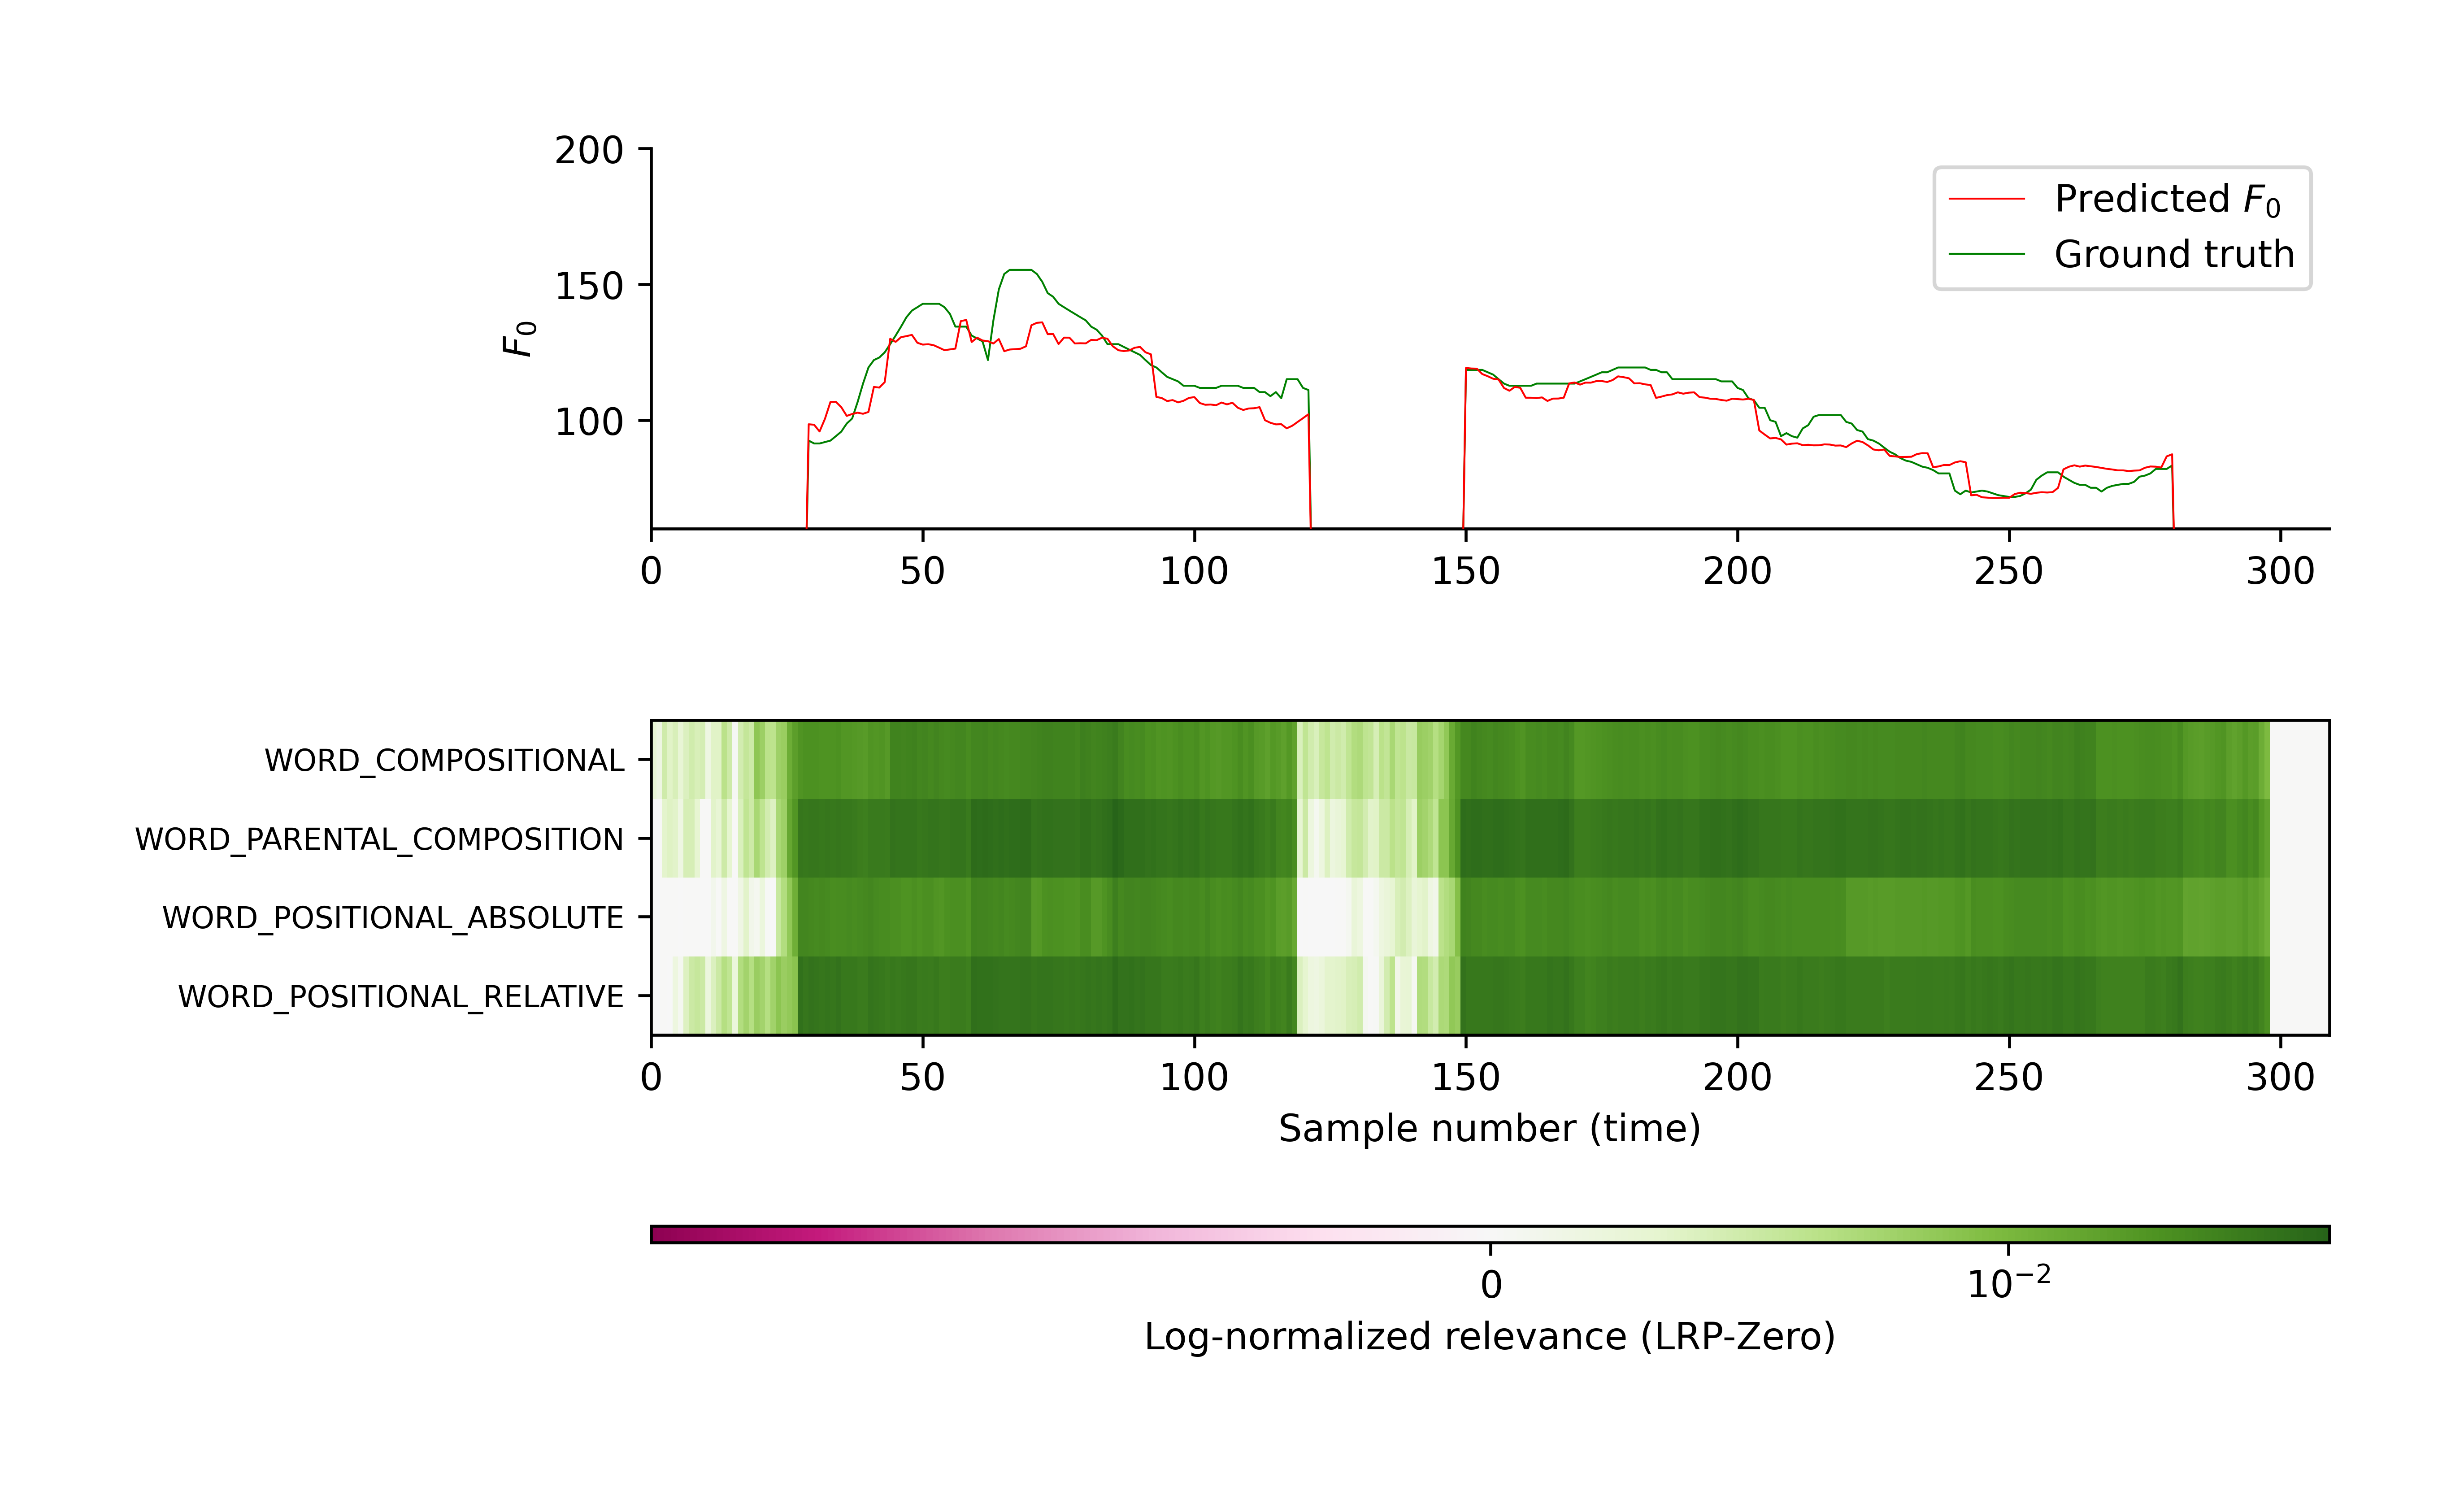 200
150
100
F0
Predicted F0
Ground truth
0 50 100 150 200 250 300
WORD_COMPOSITIONAL
WORD_PARENTAL_COMPOSITION
WORD_POSITIONAL_ABSOLUTE
WORD_POSITIONAL_RELATIVE
0 50 100 150 200 250 300
Sample number (time)
0 10−2
Log-normalized relevance (LRP-Zero)